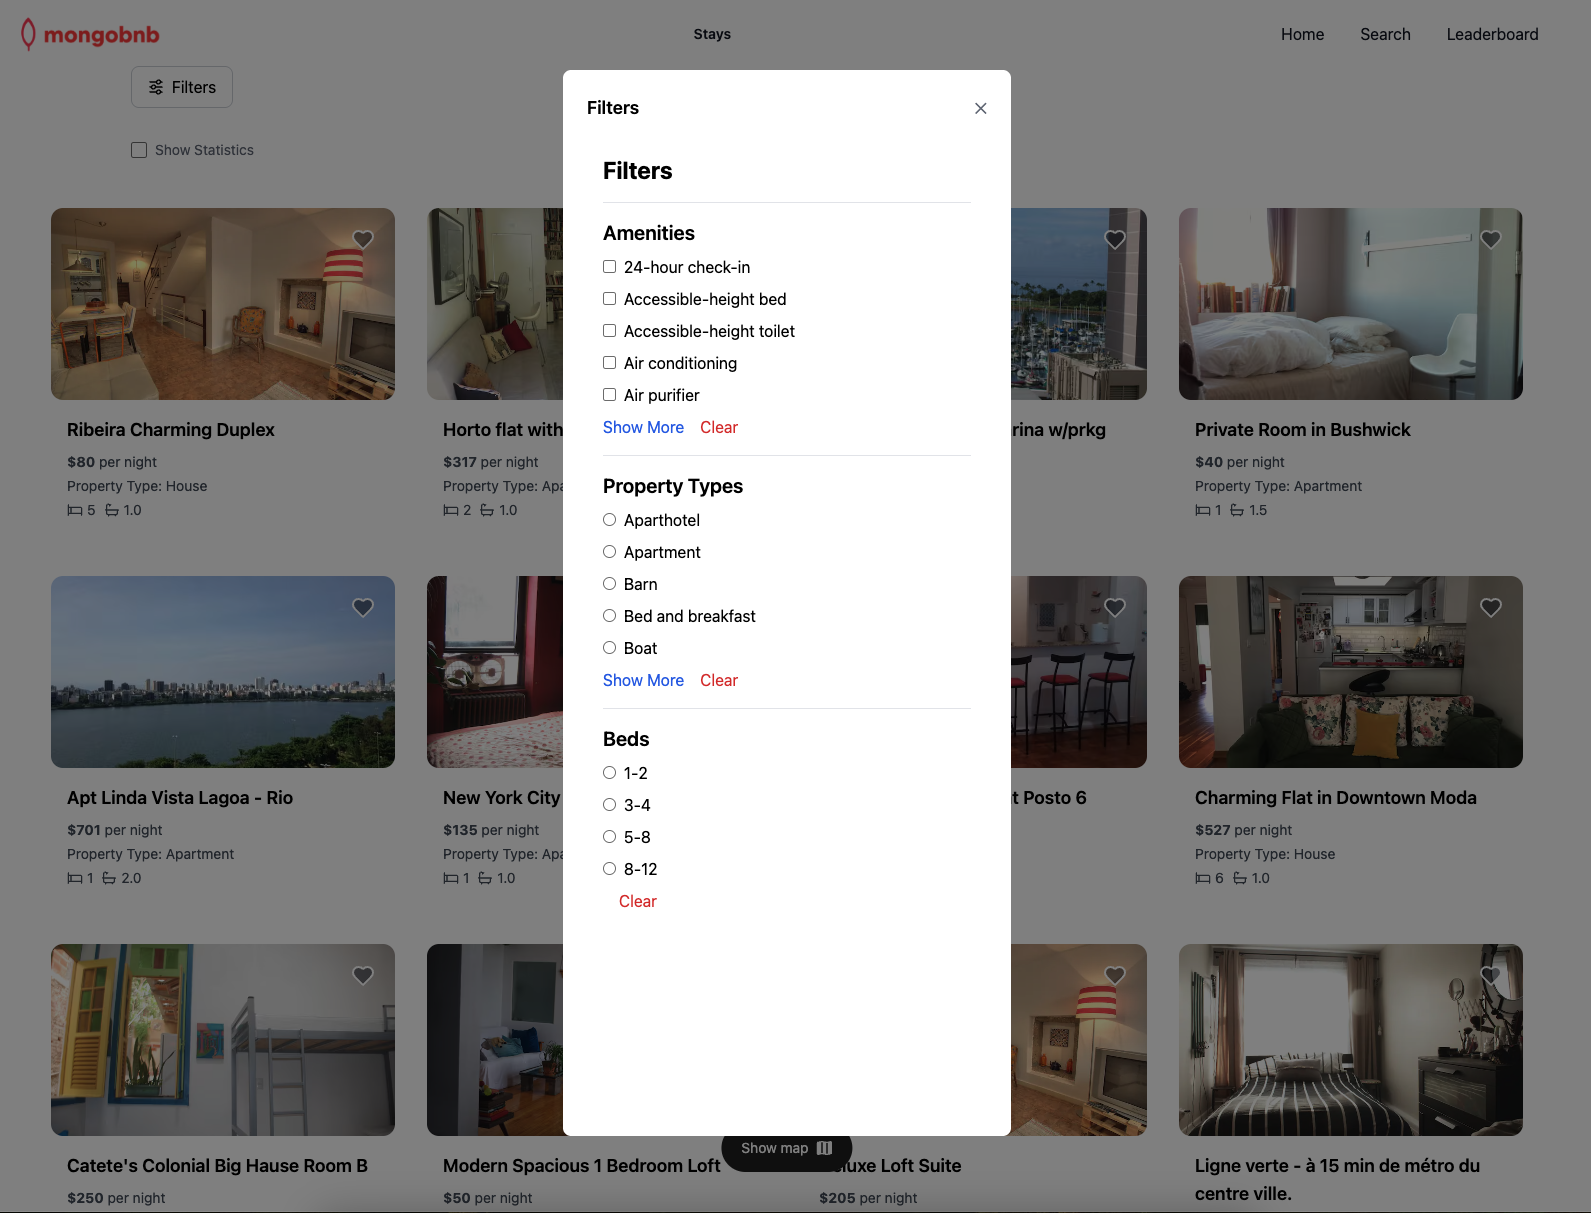 mongobnb
Stays
Home
Search
Leaderboard
Filters
Show Statistics
Filters
Filters
Amenities
24-hour check-in
Accessible-height bed
Accessible-height toilet
Air conditioning
Air purifier
Show More Clear
Property Types
Aparthotel
Apartment
Barn
Bed and breakfast
Boat
Show More Clear
Beds
1-2
3-4
5-8
8-12
Clear
Ribeira Charming Duplex
$80 per night
Property Type: House
5 1.0
Horto flat with
$317 per night
Property Type:
2 1.0
w/prkg
Private Room in Bushwick
$40 per night
Property Type: Apartment
1 1.5
Apt Linda Vista Lagoa - Rio
$701 per night
Property Type: Apartment
1 2.0
New York City
$135 per night
Property Type:
1 1.0
Posto 6
Charming Flat in Downtown Moda
$527 per night
Property Type: House
6 1.0
Catete's Colonial Big Hause Room B
$250 per night
Modern Spacious 1 Bedroom Loft
$50 per night
Show map
Loft Suite
$205 per night
Ligne verte - à 15 min de métro du
centre ville.